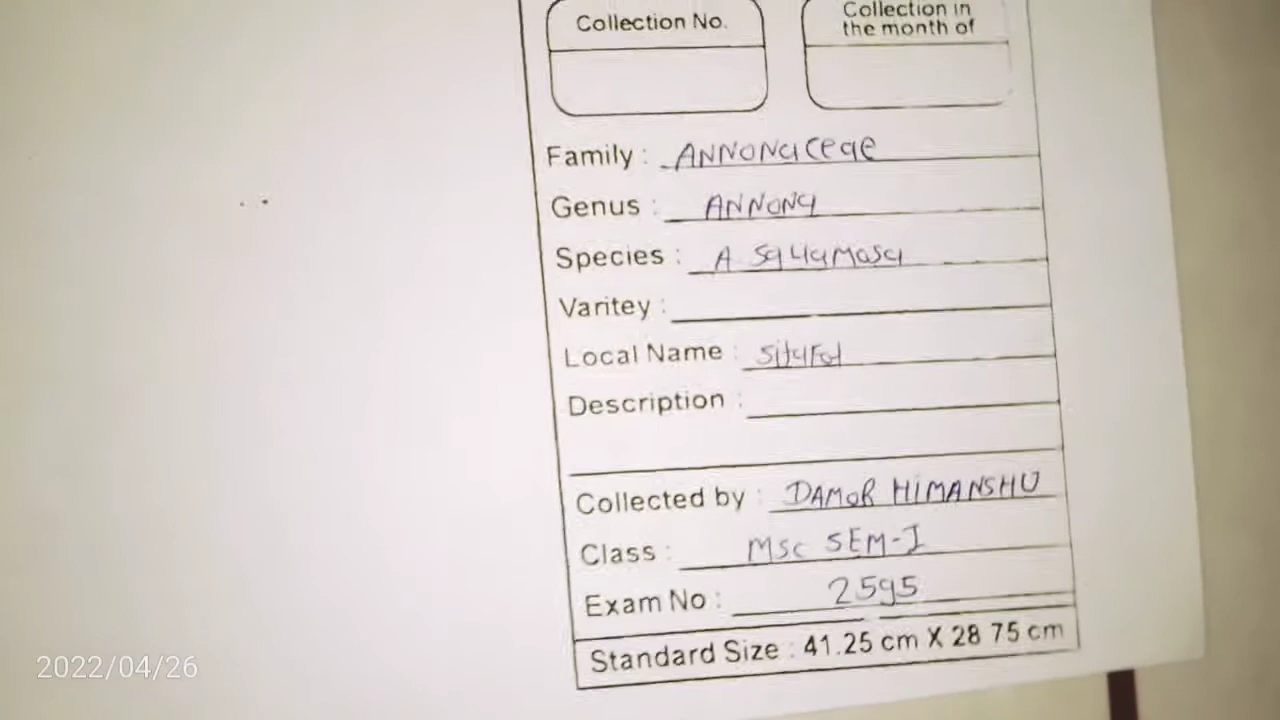 Collection No.
Collection in
the month of
Family : ANNONaceae
Genus : ANNONa
Species : A squamosa
Varitey :
Local Name : Sitafal
Description :
Collected by : DAMOR HIMANSHU
Class : MSc SEM-I
Exam No : 2595
Standard Size : 41.25 cm X 28 75 cm
2022/04/26